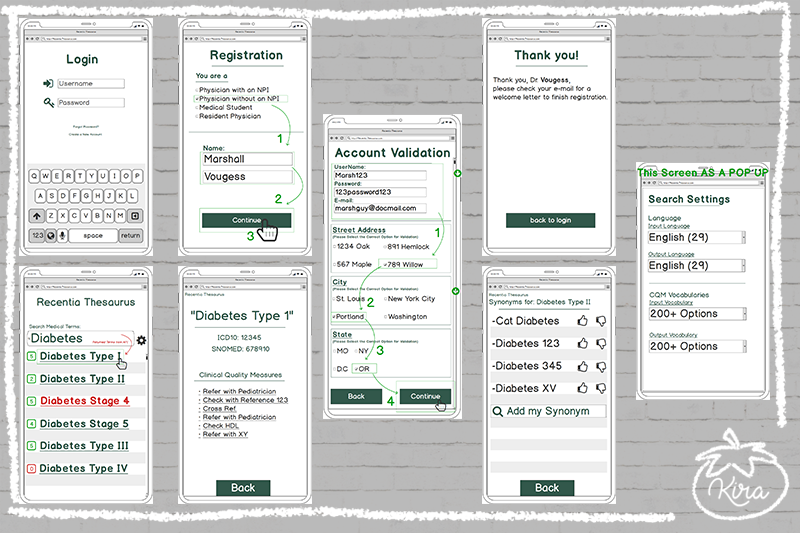 Login
Username
Password
Forgot Password?
Create a New Account
Q W E R T Y U I O P
A S D F G H J K L
Z X C V B N M
123 space return
Registration
You are a
Physician with an NPI
Physician without an NPI
Medical Student
Resident Physician
1
Name:
Marshall
Vougess
2
Continue
3
Account Validation
UserName:
Marsh123
Password:
123password123
E-mail:
marshguy@docmail.com
1
Street Address
(Please Select the Correct Option for Validation)
1234 Oak 891 Hemlock
567 Maple 789 Willow
City
(Please Select the Correct Option for Validation)
St. Louis New York City
2
Portland Washington
State
(Please Select the Correct Option for Validation)
3
MO NY
DC OR
4
Back Continue
Thank you!
Thank you, Dr. Vougess,
please check your e-mail for a
welcome letter to finish registration.
back to login
This Screen AS A POP'UP
Search Settings
Language
Input Language
English (29)
Output Language
English (29)
CQM Vocabularies
Input Vocabulary
200+ Options
Output Vocabulary
200+ Options
Recentia Thesaurus
Search Medical Terms:
Diabetes
5 Diabetes Type I
2 Diabetes Type II
5 Diabetes Stage 4
4 Diabetes Stage 5
5 Diabetes Type III
0 Diabetes Type IV
Recentia Thesaurus
"Diabetes Type 1"
ICD10: 12345
SNOMED: 678910
Clinical Quality Measures
- Refer with Pediatrician
- Check with Reference 123
- Cross Ref.
- Refer with Pediatrician
- Check HDL
- Refer with XY
Back
Recentia Thesaurus
Synonyms for: Diabetes Type II
-Cat Diabetes
-Diabetes 123
-Diabetes 345
-Diabetes XV
Add my Synonym
Back
Kira